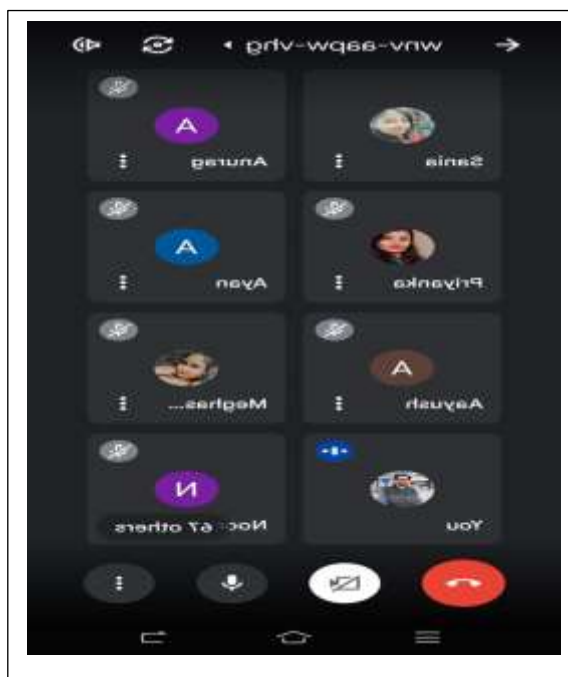 wnv-aapw-vhg
Sania
A
Anurag
Priyanka
A
Ayan
A
Aayush
Meghas...
You
N
67 others